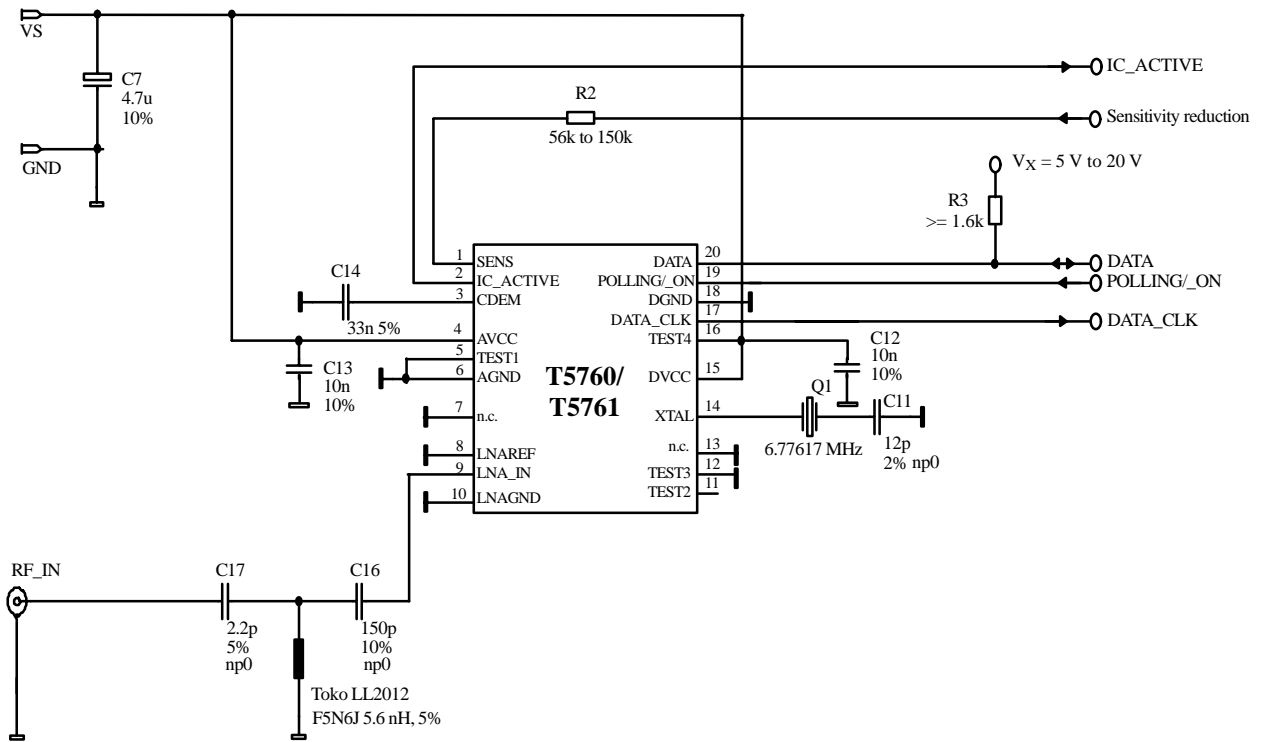 VS
C7
4.7u
10%
GND
IC_ACTIVE
R2
56k to 150k
Sensitivity reduction
VX = 5 V to 20 V
R3
>= 1.6k
1 SENS
2 IC_ACTIVE
3 CDEM
4 AVCC
5 TEST1
6 AGND
7 n.c.
8 LNAREF
9 LNA_IN
10 LNAGND
T5760/
T5761
DATA 20
POLLING/_ON 19
DGND 18
DATA_CLK 17
TEST4 16
DVCC 15
XTAL 14
n.c. 13
TEST3 12
TEST2 11
DATA
POLLING/_ON
DATA_CLK
C14
33n 5%
C13
10n
10%
C12
10n
10%
Q1
6.77617 MHz
C11
12p
2% np0
RF_IN
C17
2.2p
5%
np0
C16
150p
10%
np0
Toko LL2012
F5N6J 5.6 nH, 5%